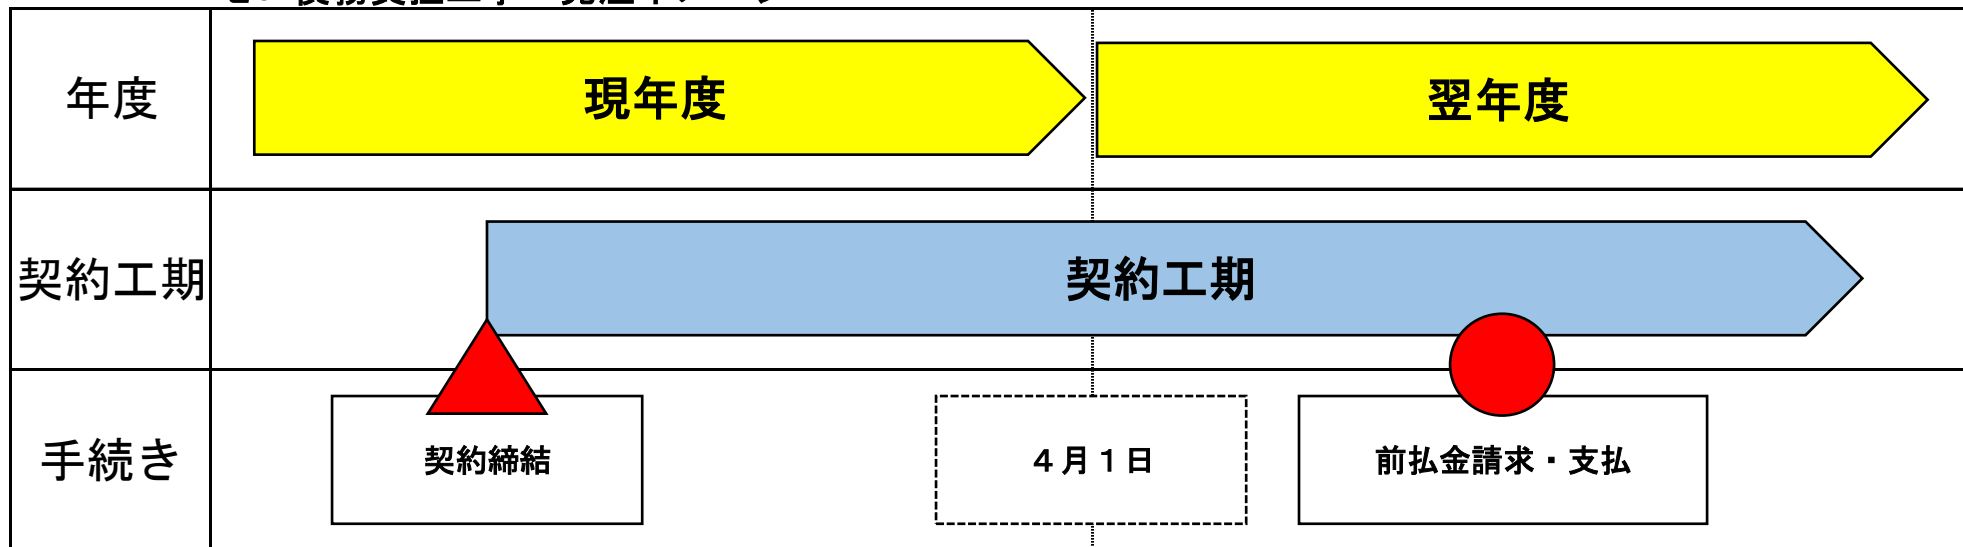 年度
現年度
翌年度
契約工期
契約工期
手続き
契約締結
４月１日
前払金請求・支払